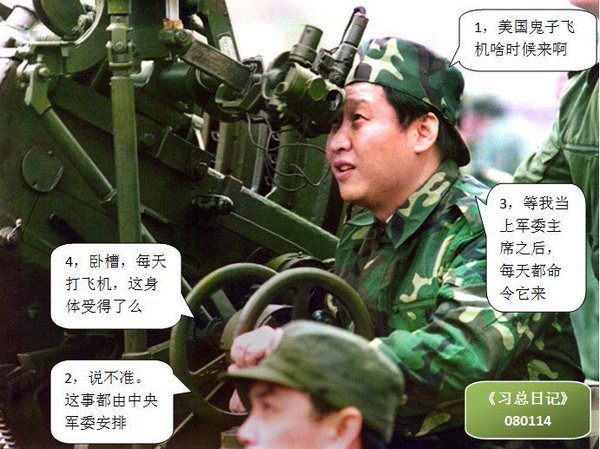 1，美国鬼子飞
机啥时候来啊
3，等我当
上军委主
席之后，
每天都命
令它来
4，卧槽，每天
打飞机，这身
体受得了么
2，说不准。
这事都由中央
军委安排
《习总日记》
080114